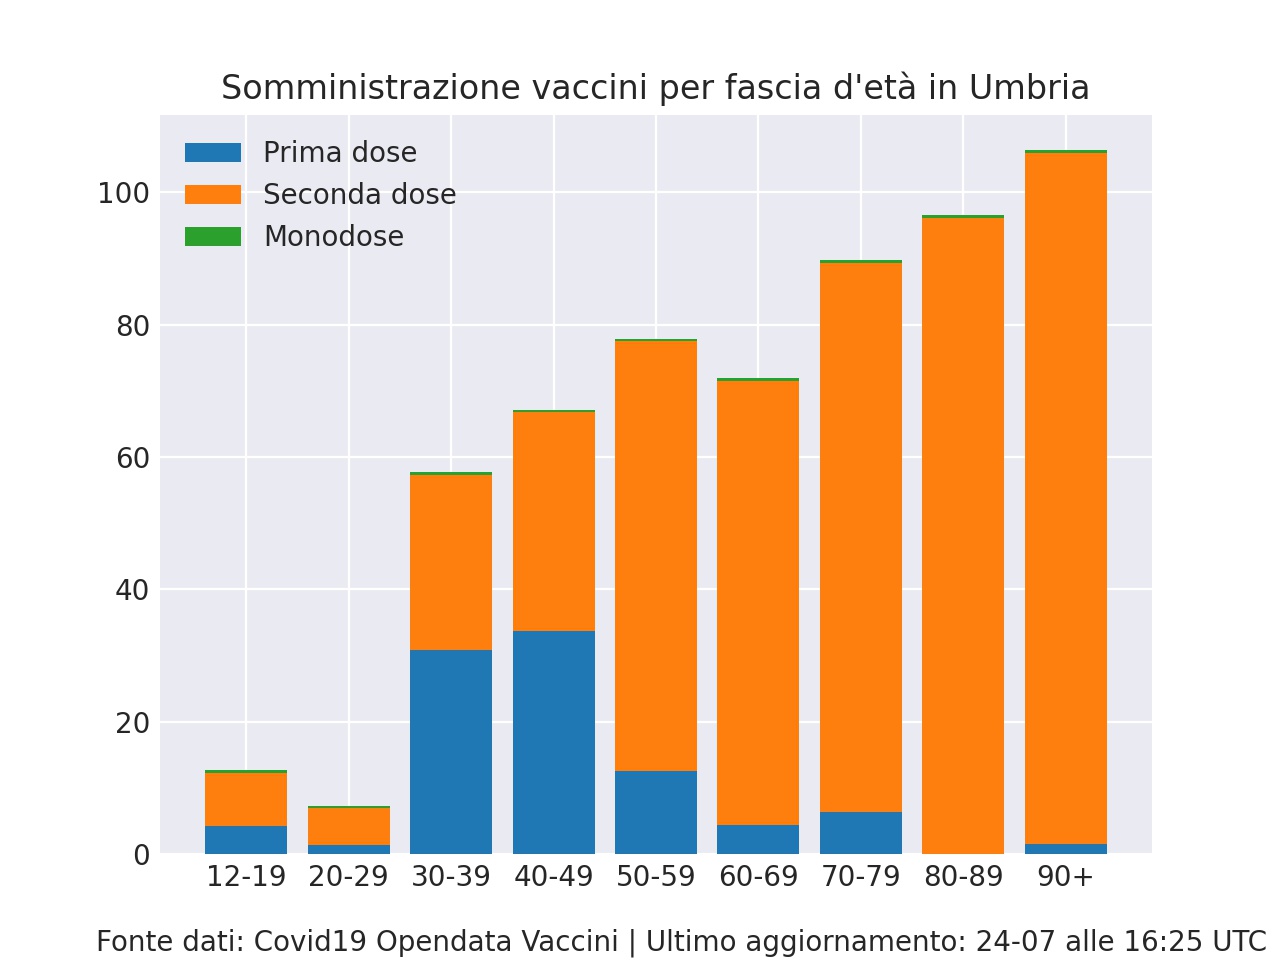 Somministrazione vaccini per fascia d'età in Umbria
Prima dose
Seconda dose
Monodose
100
80
60
40
20
0
12-19 20-29 30-39 40-49 50-59 60-69 70-79 80-89 90+
Fonte dati: Covid19 Opendata Vaccini | Ultimo aggiornamento: 24-07 alle 16:25 UTC